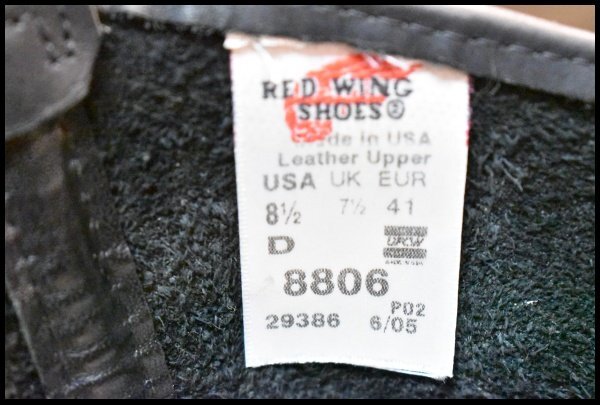 RED WING
SHOES®
Made in USA
Leather Upper
USA UK EUR
8½ 7½ 41
D UFCW
8806
P02
29386 6/05